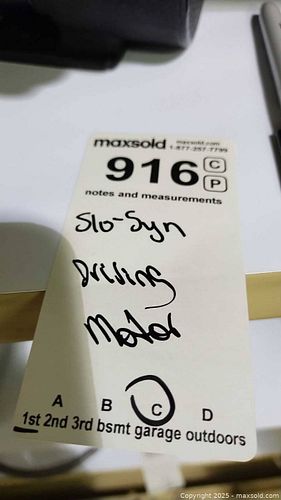 maxsold maxsold.com
1-877-257-7799
916 C
P
notes and measurements
Slo-Syn
Driving
Motor
A B C D
1st 2nd 3rd bsmt garage outdoors
Copyright © 2025 - maxsold.com